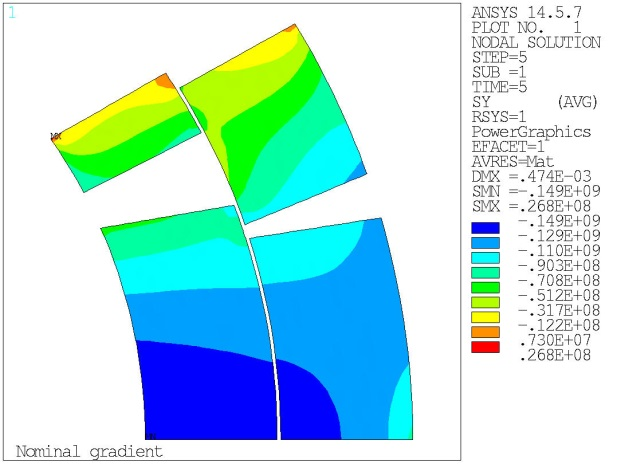 1
ANSYS 14.5.7
PLOT NO. 1
NODAL SOLUTION
STEP=5
SUB =1
TIME=5
SY (AVG)
RSYS=1
PowerGraphics
EFACET=1
AVRES=Mat
DMX =.474E-03
SMN =-.149E+09
SMX =.268E+08
-.149E+09
-.129E+09
-.110E+09
-.903E+08
-.708E+08
-.512E+08
-.317E+08
-.122E+08
.730E+07
.268E+08
MX
Nominal gradient